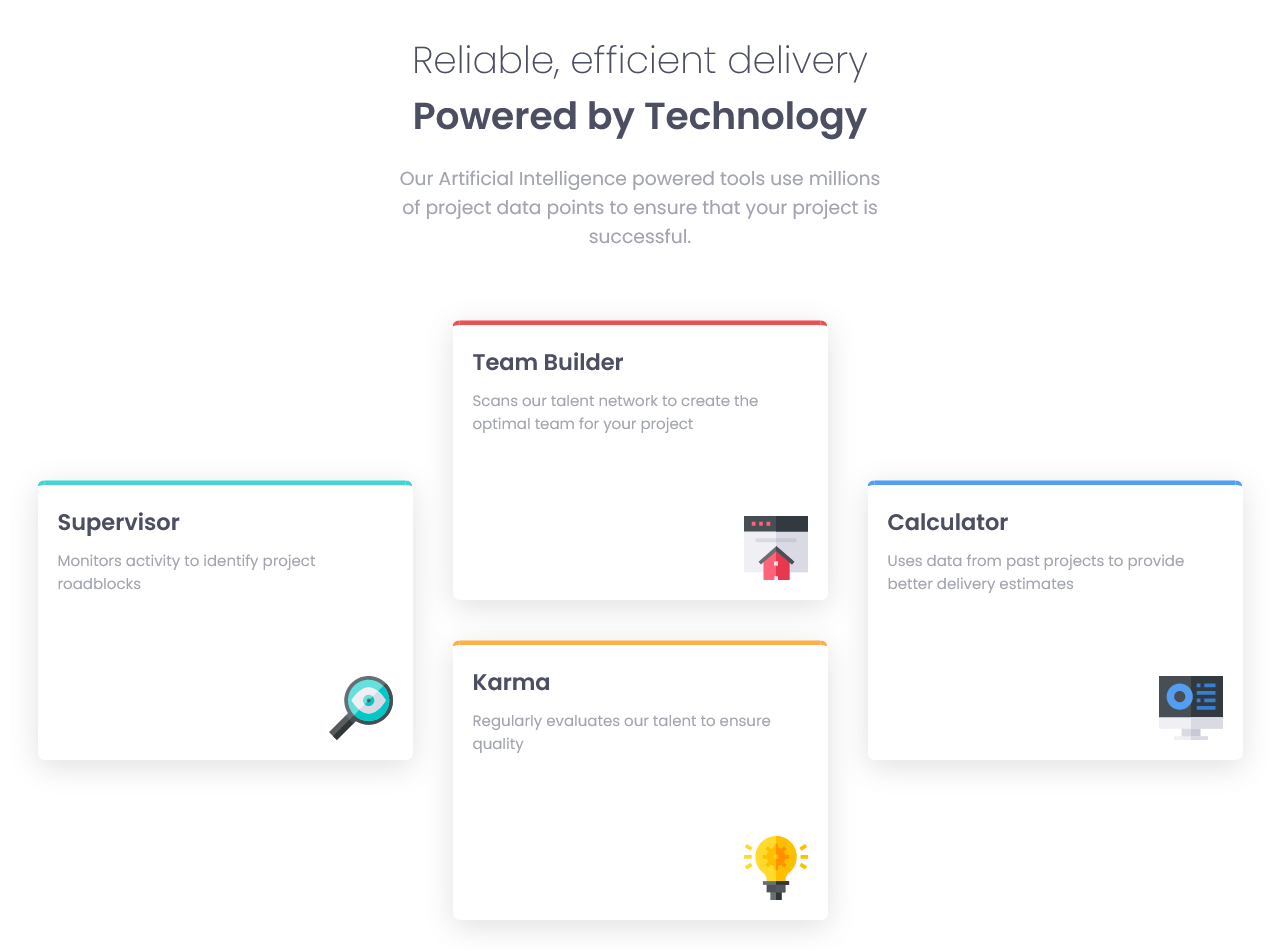 Reliable, efficient delivery
Powered by Technology
Our Artificial Intelligence powered tools use millions
of project data points to ensure that your project is
successful.
Supervisor
Monitors activity to identify project
roadblocks
Team Builder
Scans our talent network to create the
optimal team for your project
Karma
Regularly evaluates our talent to ensure
quality
Calculator
Uses data from past projects to provide
better delivery estimates